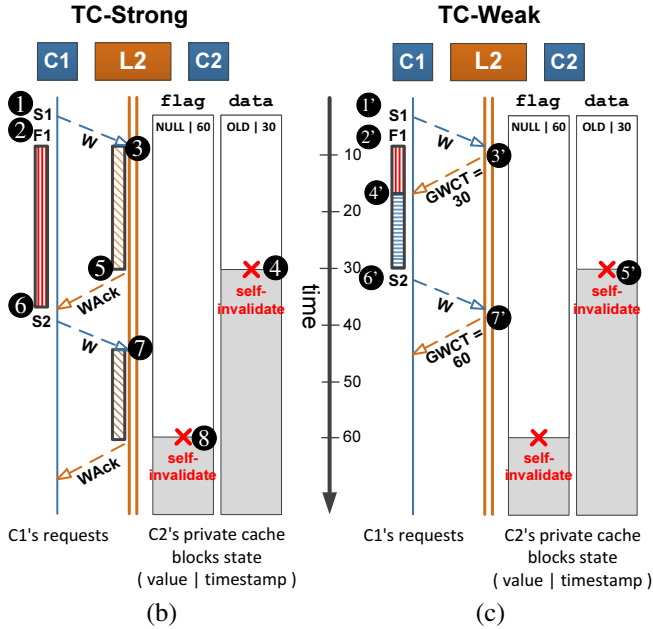 TC-Strong
C1
L2
C2
flag
data
NULL | 60
OLD | 30
1
S1
2
F1
W
3
5
4
self-
invalidate
6
WAck
S2
W
7
8
self-
invalidate
WAck
C1's requests
C2's private cache
blocks state
( value | timestamp )
(b)
time
10
20
30
40
50
60
TC-Weak
C1
L2
C2
flag
data
NULL | 60
OLD | 30
1'
S1
2'
F1
W
3'
4'
GWCT =
30
6'
S2
5'
self-
invalidate
W
7'
GWCT =
60
self-
invalidate
C1's requests
C2's private cache
blocks state
( value | timestamp )
(c)